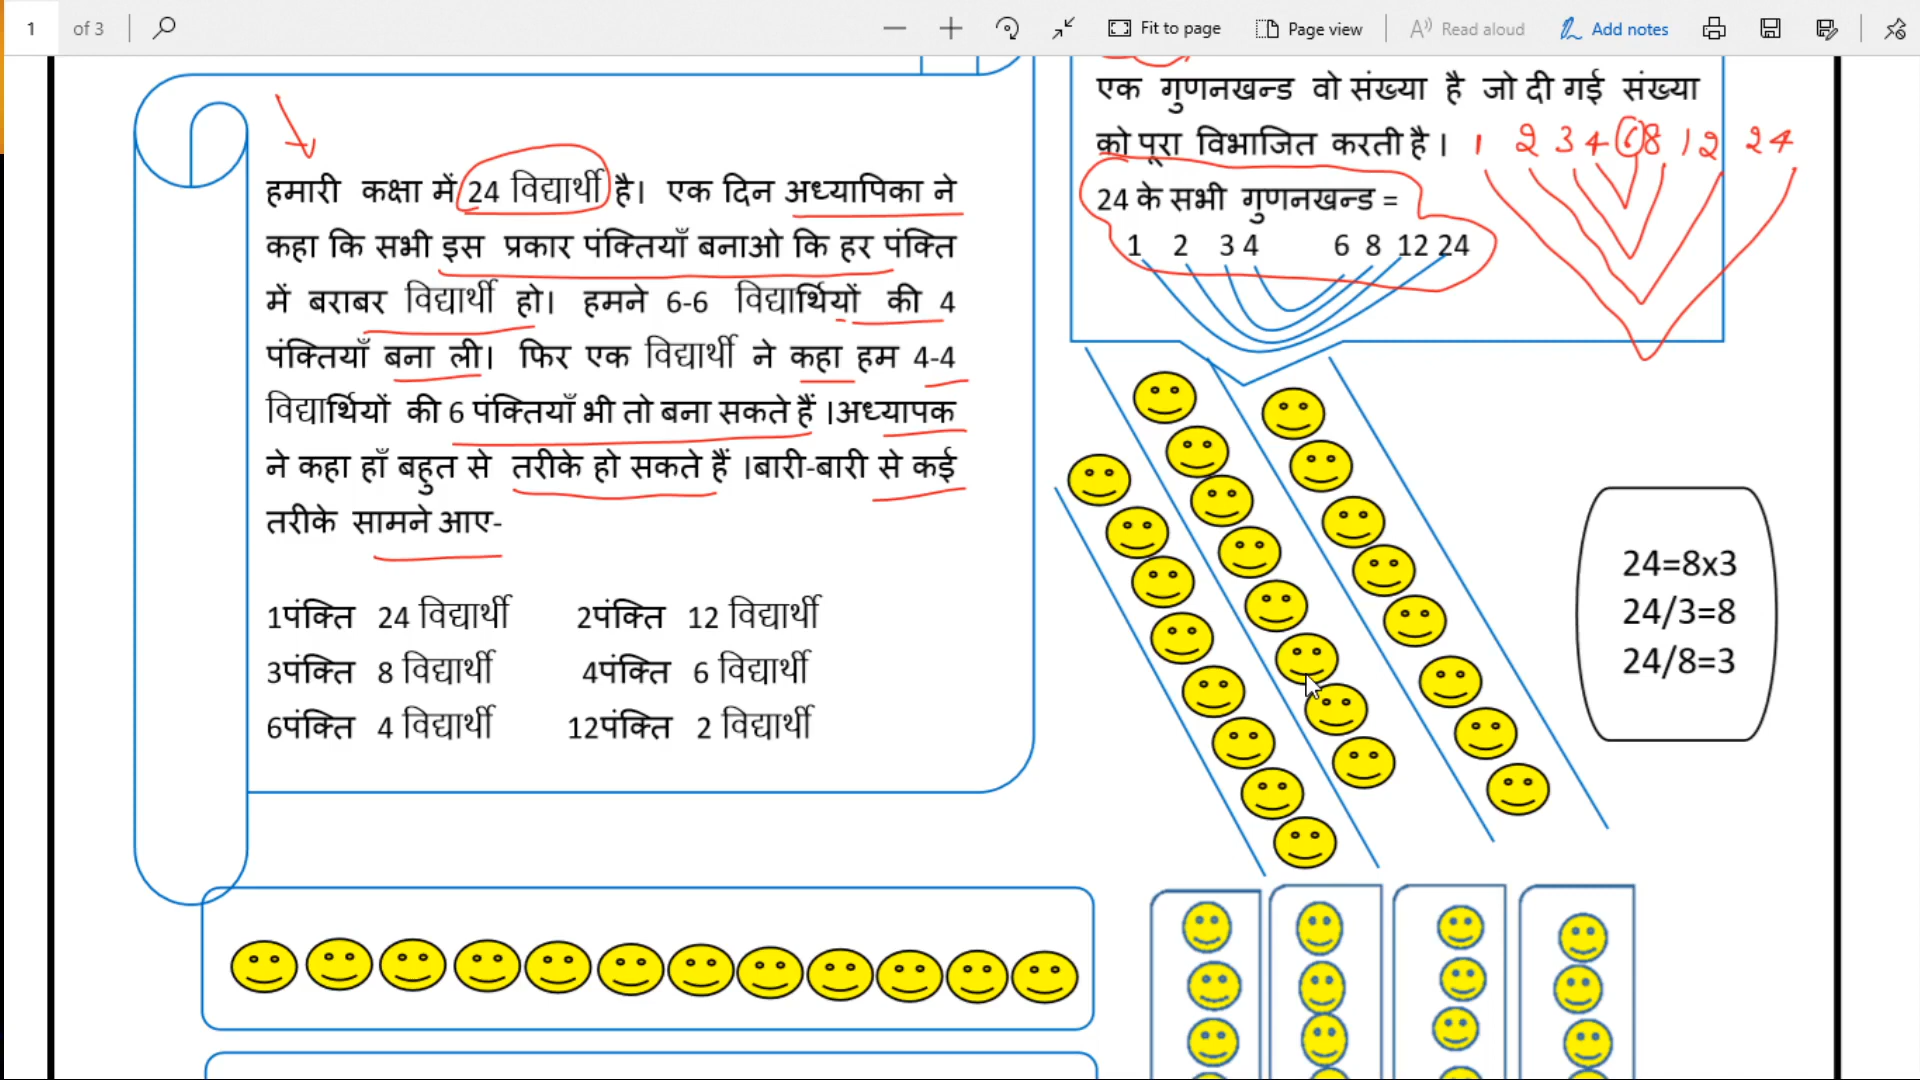 1 of 3 Fit to page Page view Read aloud Add notes
हमारी कक्षा में 24 विद्यार्थी है। एक दिन अध्यापिका ने
कहा कि सभी इस प्रकार पंक्तियाँ बनाओ कि हर पंक्ति
में बराबर विद्यार्थी हो। हमने 6-6 विद्यार्थियों की 4
पंक्तियाँ बना ली। फिर एक विद्यार्थी ने कहा हम 4-4
विद्यार्थियों की 6 पंक्तियाँ भी तो बना सकते हैं ।अध्यापक
ने कहा हाँ बहुत से तरीके हो सकते हैं ।बारी-बारी से कई
तरीके सामने आए-
1पंक्ति 24 विद्यार्थी 2पंक्ति 12 विद्यार्थी
3पंक्ति 8 विद्यार्थी 4पंक्ति 6 विद्यार्थी
6पंक्ति 4 विद्यार्थी 12पंक्ति 2 विद्यार्थी
एक गुणनखन्ड वो संख्या है जो दी गई संख्या
को पूरा विभाजित करती है।
1 2 3 4 6 8 12 24
24 के सभी गुणनखन्ड =
1 2 3 4 6 8 12 24
24=8x3
24/3=8
24/8=3